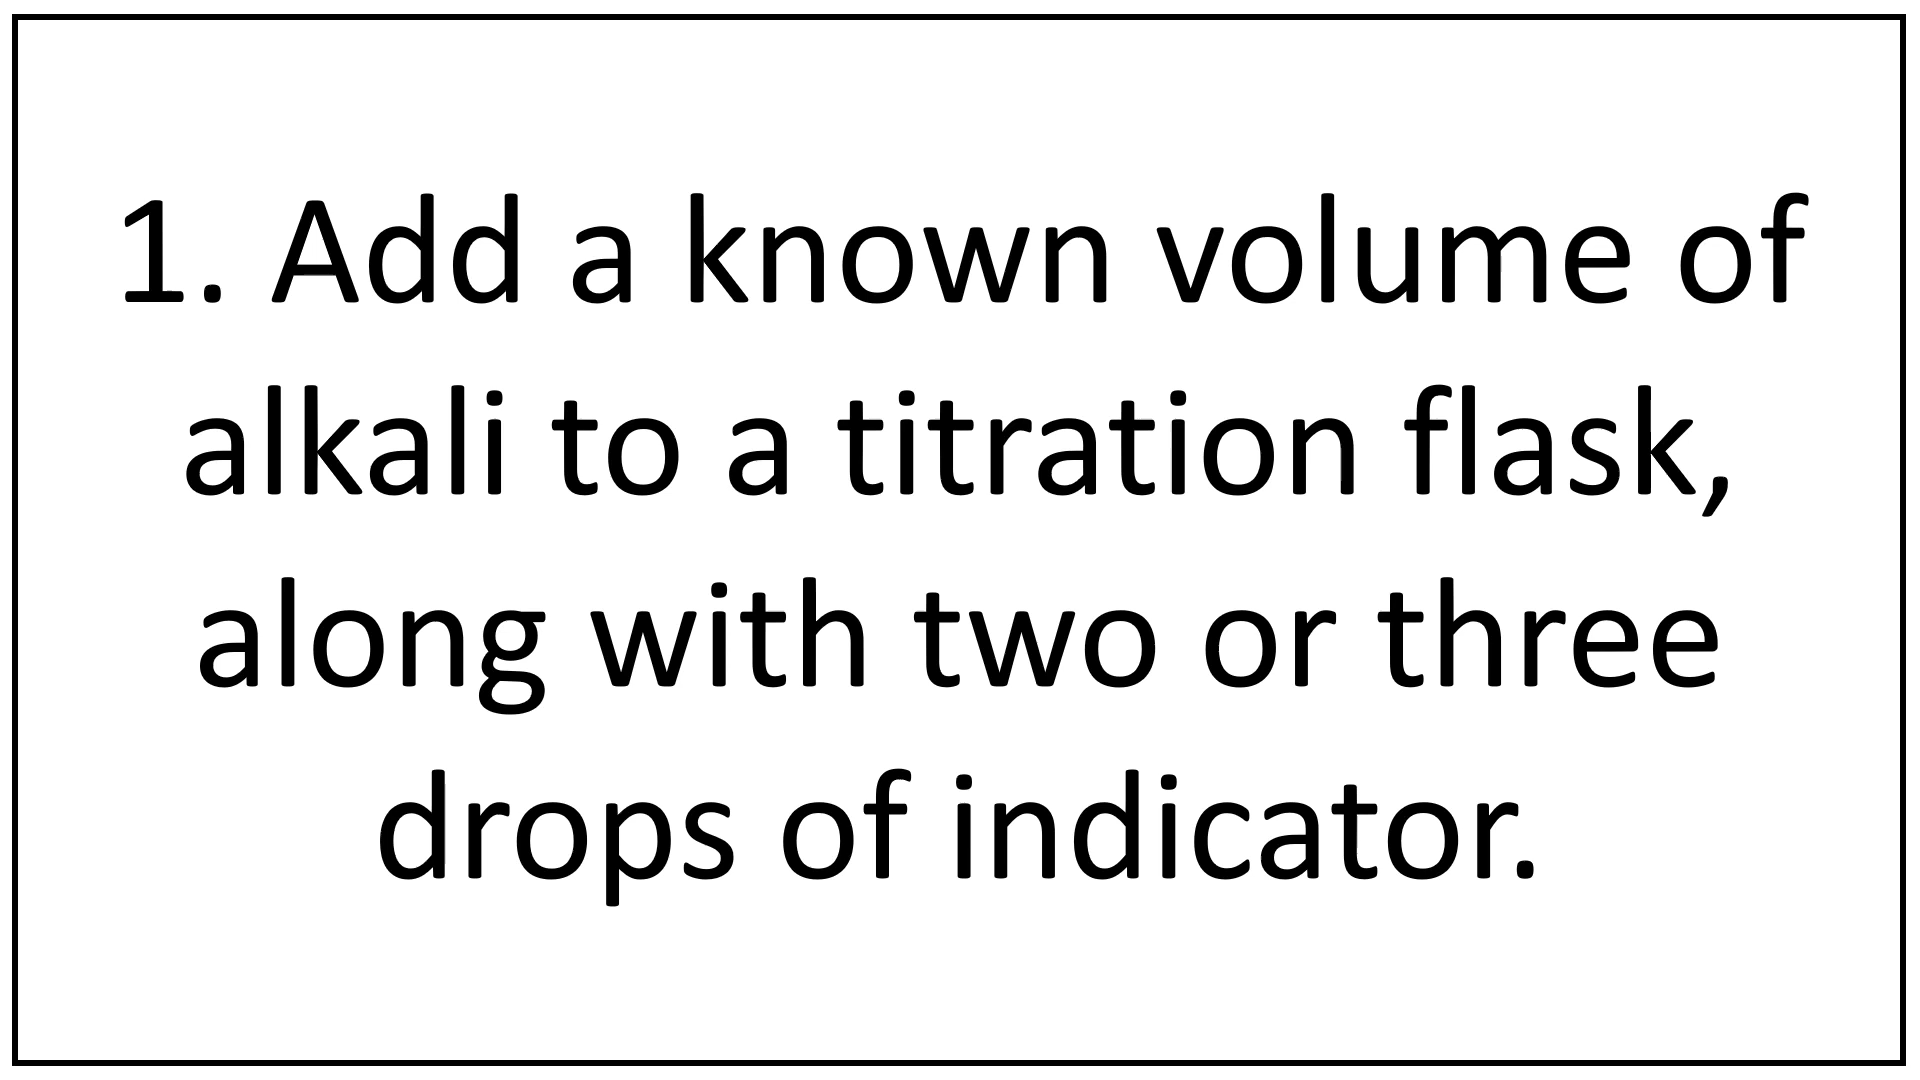 1. Add a known volume of
alkali to a titration flask,
along with two or three
drops of indicator.